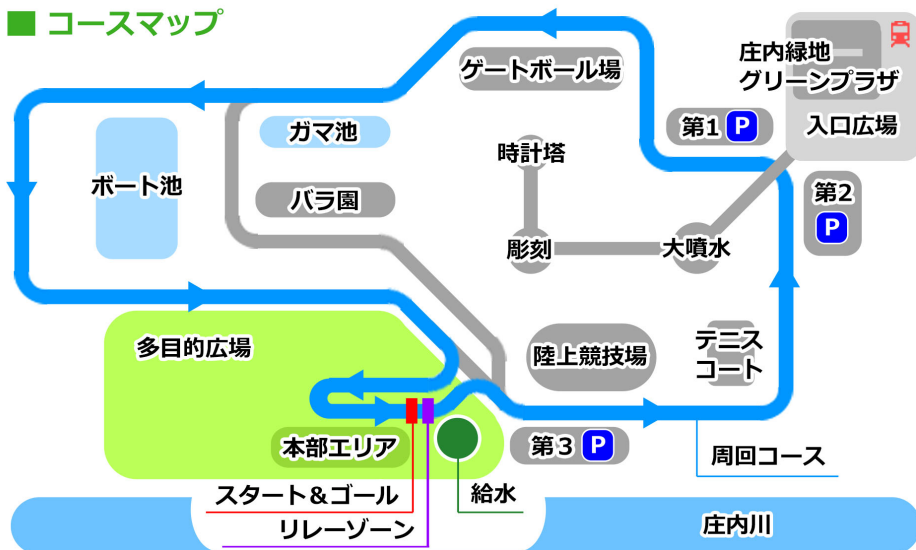 コースマップ
ゲートボール場
庄内緑地
グリーンプラザ
入口広場
第1 P
ガマ池
時計塔
ボート池
バラ園
第2
P
彫刻
大噴水
多目的広場
陸上競技場
テニス
コート
本部エリア
第3 P
周回コース
スタート&ゴール
給水
リレーゾーン
庄内川